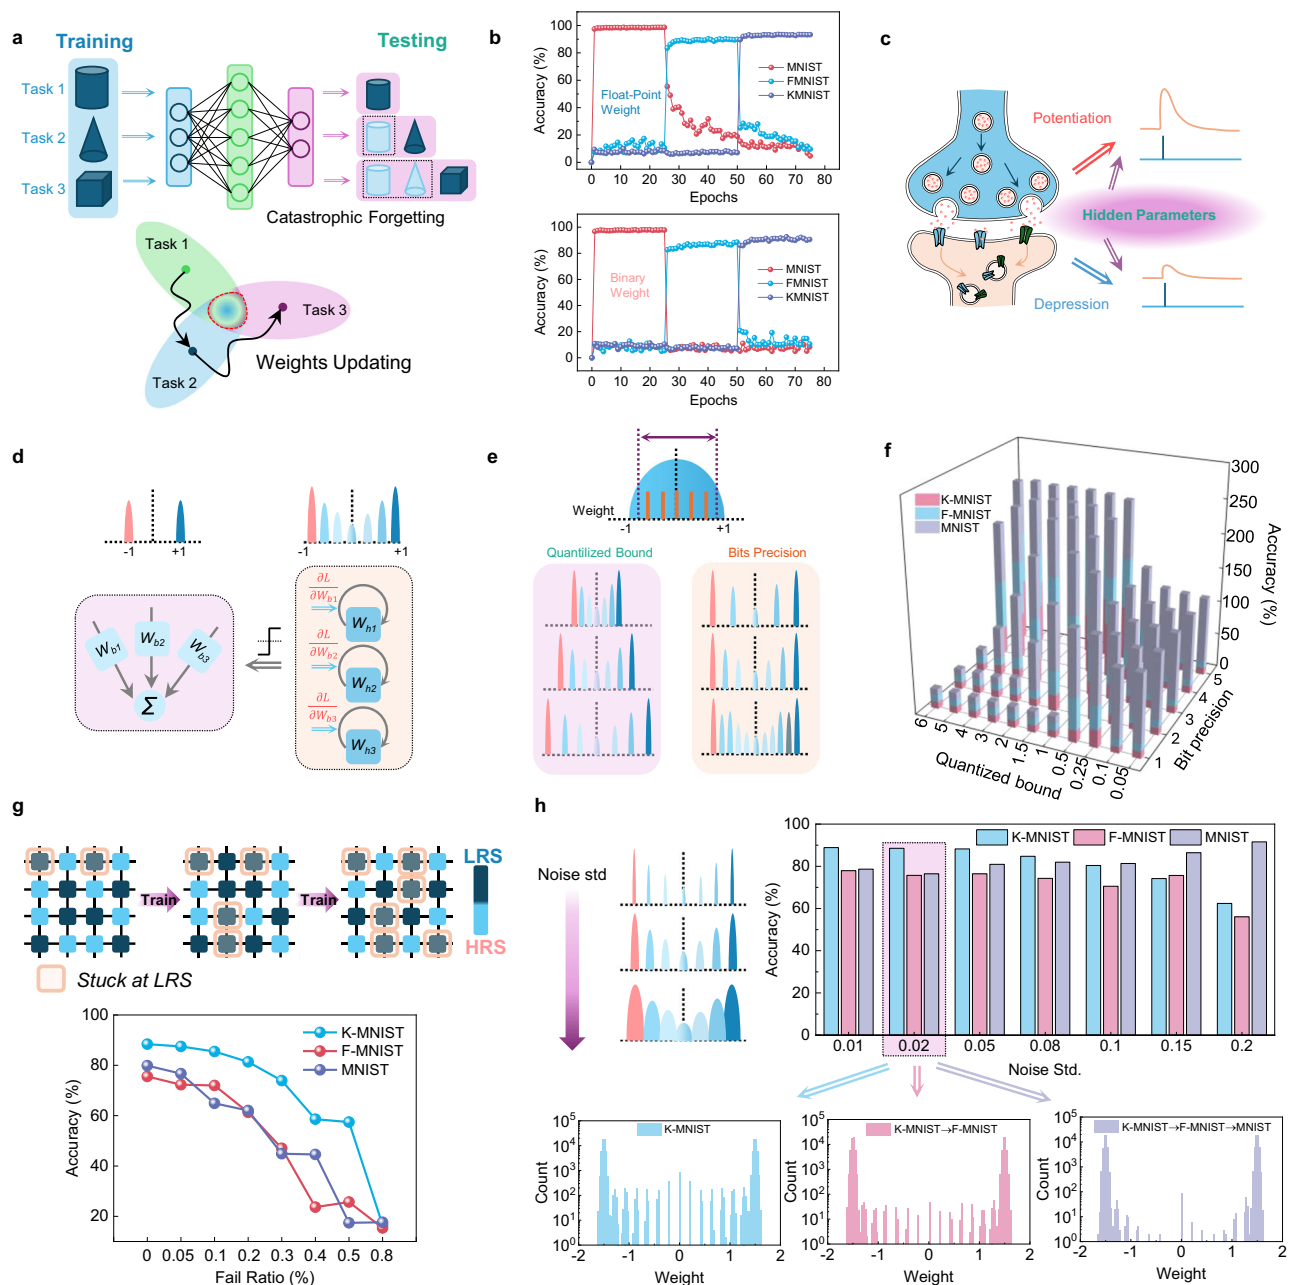 a
Training
Testing
Task 1
Task 2
Task 3
Catastrophic Forgetting
Task 1
Task 3
Task 2
Weights Updating
b
Accuracy (%)
100
80
60
40
20
0
Float-Point
Weight
MNIST
FMNIST
KMNIST
0 10 20 30 40 50 60 70 80
Epochs
Accuracy (%)
100
80
60
40
20
0
Binary
Weight
MNIST
FMNIST
KMNIST
0 10 20 30 40 50 60 70 80
Epochs
c
Potentiation
Hidden Parameters
Depression
d
-1 +1
-1 +1
W_b1 W_b2 W_b3
Σ
∂L/∂W_b1
W_h1
∂L/∂W_b2
W_h2
∂L/∂W_b3
W_h3
e
Weight
-1 +1
Quantilized Bound
Bits Precision
f
K-MNIST
F-MNIST
MNIST
300
250
200
150
100
50
0
Accuracy (%)
5
4
3
2
1
Bit precision
6 5 4 3 2 1.5 1 0.5 0.25 0.1 0.05
Quantized bound
g
Train
Train
LRS
HRS
Stuck at LRS
Accuracy (%)
100
80
60
40
20
K-MNIST
F-MNIST
MNIST
0 0.05 0.1 0.2 0.3 0.4 0.5 0.8
Fail Ratio (%)
h
Noise std
Accuracy (%)
100
80
60
40
20
0
K-MNIST F-MNIST MNIST
0.01 0.02 0.05 0.08 0.1 0.15 0.2
Noise Std.
Count
10^5
10^4
10^3
10^2
10^1
10^0
K-MNIST
-2 -1 0 1 2
Weight
Count
10^5
10^4
10^3
10^2
10^1
10^0
K-MNIST→F-MNIST
-2 -1 0 1 2
Weight
Count
10^5
10^4
10^3
10^2
10^1
10^0
K-MNIST→F-MNIST→MNIST
-2 -1 0 1 2
Weight